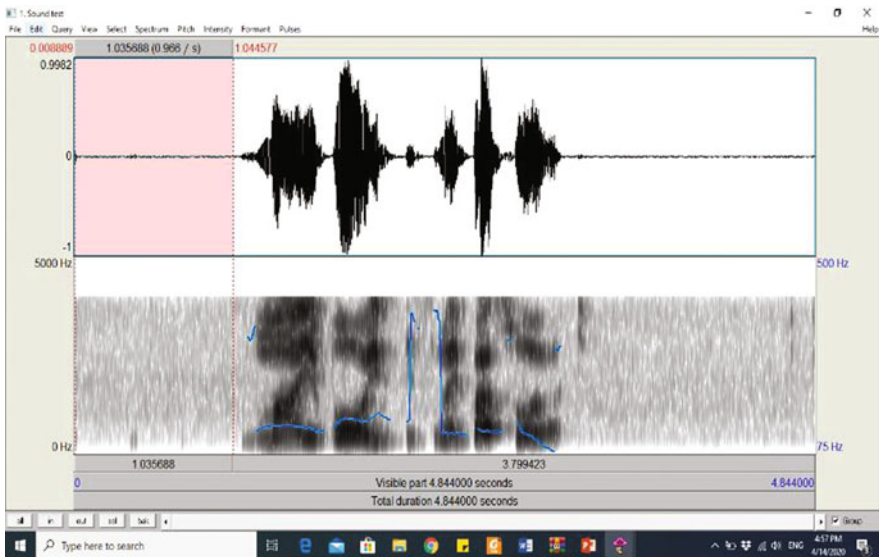 1. Sound test
File Edit Query View Select Spectrum Pitch Intensity Formant Pulses Help
0.008889 1.035688 (0.966 / s) 1.044577
0.9982
0
-1
5000 Hz 500 Hz
0 Hz 75 Hz
1.035688 3.799423
0 Visible part 4.844000 seconds 4.844000
Total duration 4.844000 seconds
all in out sel bak Group
Type here to search ENG 4:57 PM
4/14/2020